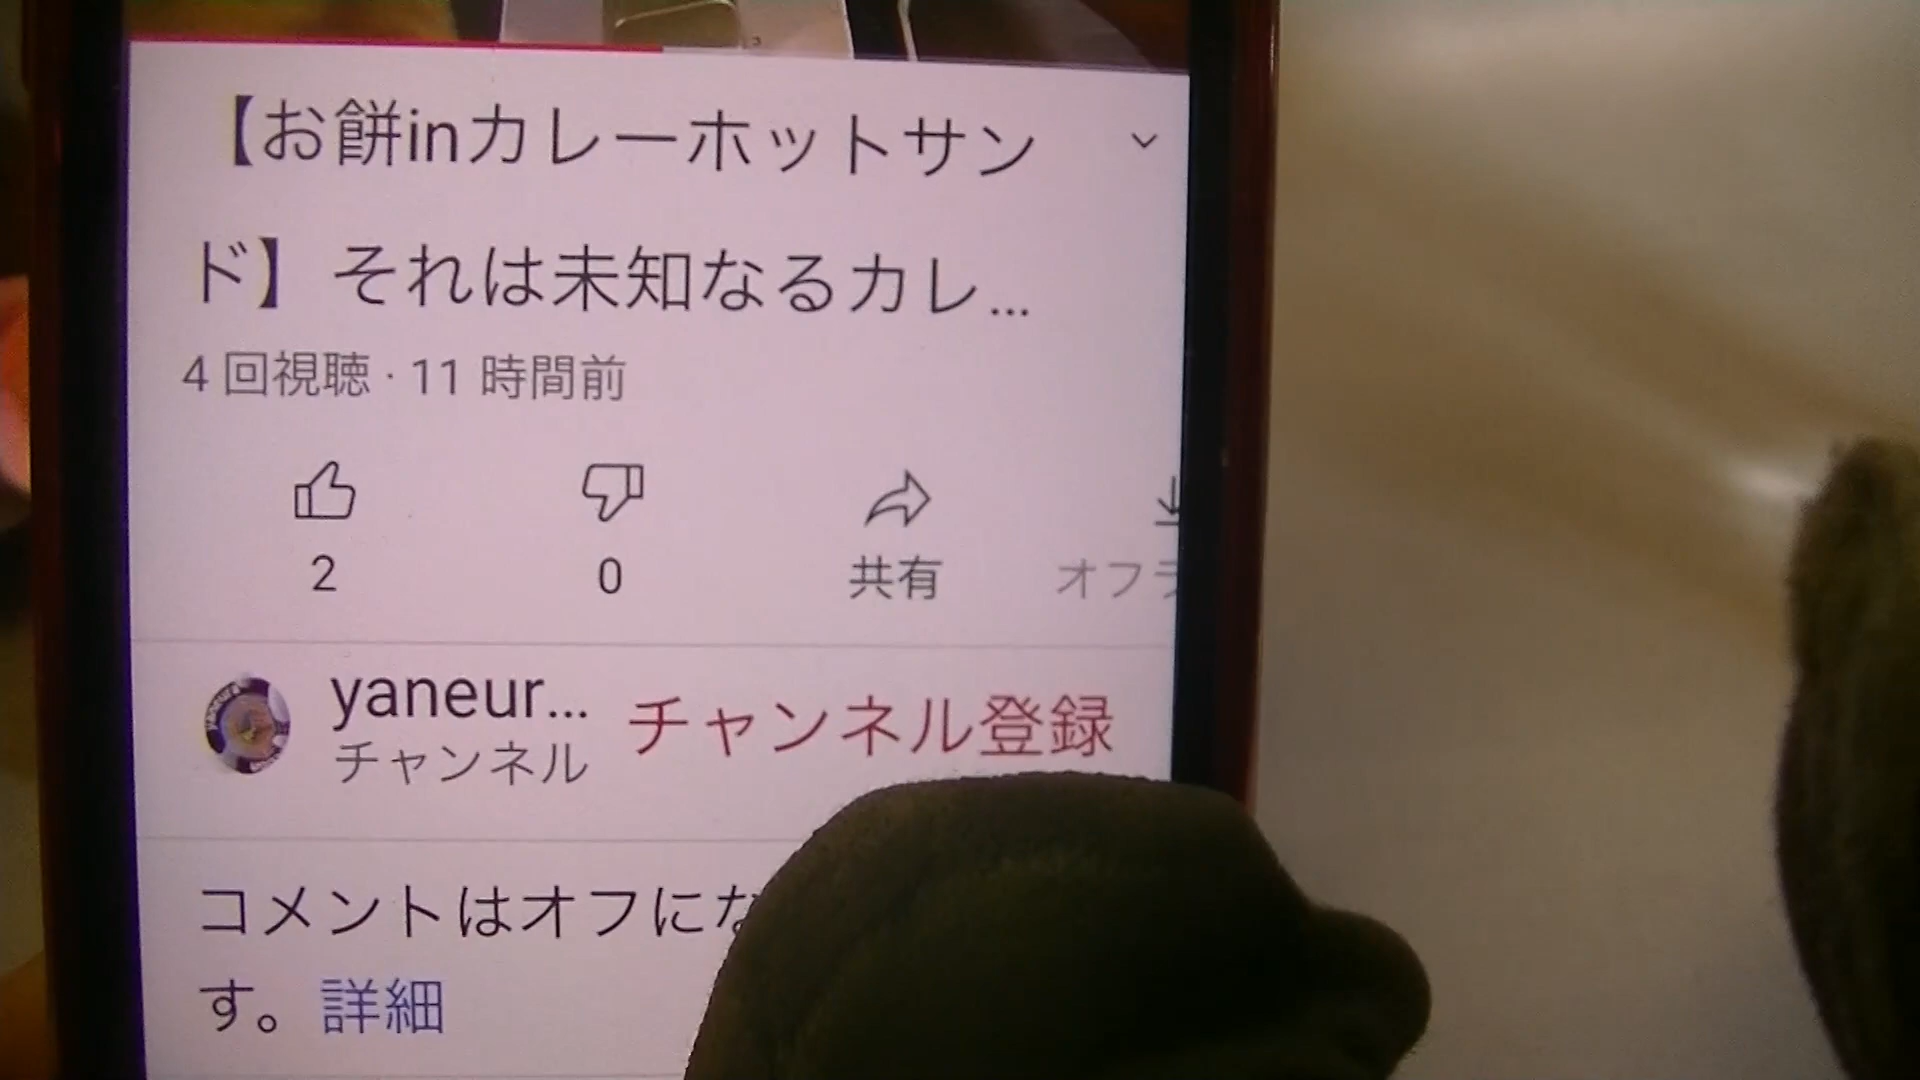 【お餅inカレーホットサン
ド】 それは未知なるカレ...
4 回視聴 · 11 時間前
2
0
共有
オフラ
yaneur...
チャンネル
チャンネル登録
コメントはオフにな
す。詳細